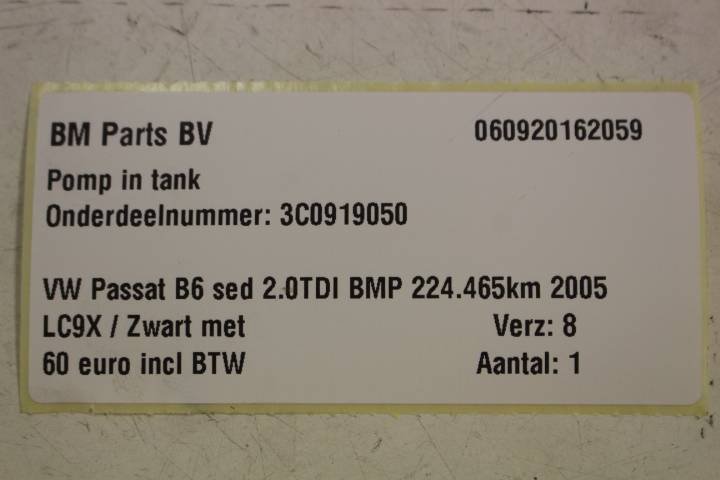 BM Parts BV 060920162059
Pomp in tank
Onderdeelnummer: 3C0919050
VW Passat B6 sed 2.0TDI BMP 224.465km 2005
LC9X / Zwart met Verz: 8
60 euro incl BTW Aantal: 1